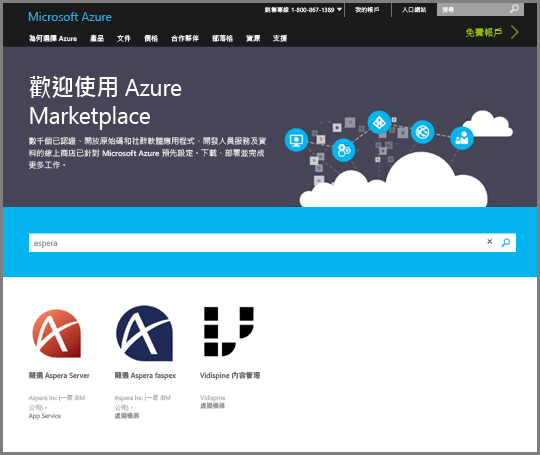 Microsoft Azure
銷售專線 1-800-867-1389
我的帳戶
入口網站
搜尋
為何選擇 Azure 產品 文件 價格 合作夥伴 部落格 資源 支援
免費帳戶
歡迎使用 Azure
Marketplace
數千個已認證、開放原始碼和社群軟體應用程式、開發人員服務及資
料的線上商店已針對 Microsoft Azure 預先設定。下載、部署並完成
更多工作。
aspera
隨選 Aspera Server
Aspera Inc (一家 IBM
公司)。
App Service
隨選 Aspera faspex
Aspera Inc (一家 IBM
公司)。
虛擬機器
Vidispine 內容管理
Vidispine
虛擬機器